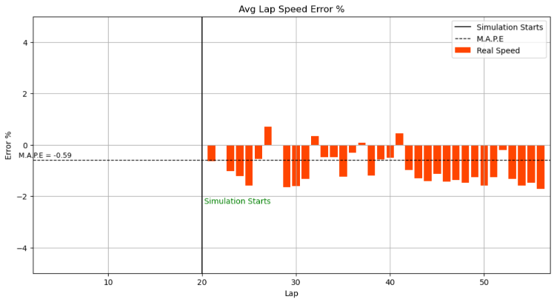 Avg Lap Speed Error %
Simulation Starts
M.A.P.E
Real Speed
4
2
0
−2
−4
Error %
M.A.P.E = -0.59
Simulation Starts
10
20
30
40
50
Lap